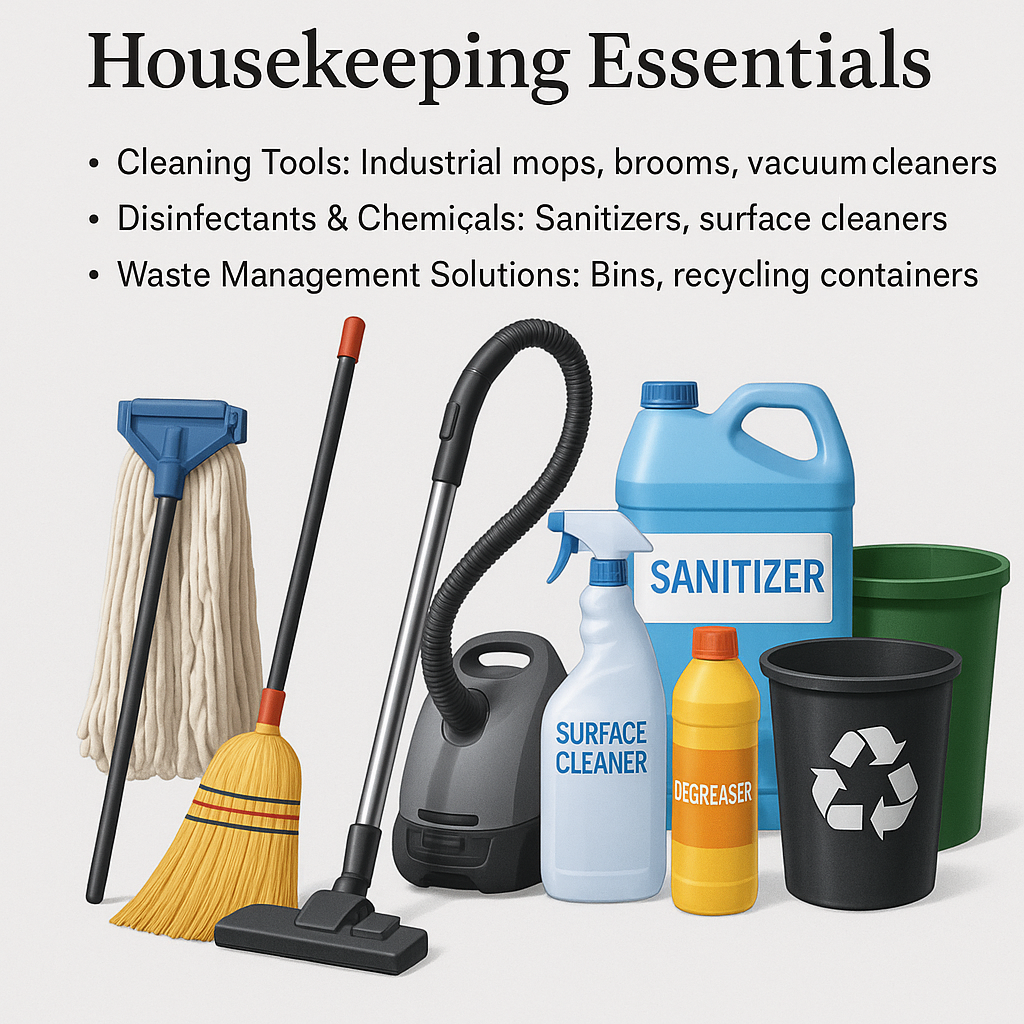 Housekeeping Essentials
• Cleaning Tools: Industrial mops, brooms, vacuum cleaners
• Disinfectants & Chemiçals: Sanitizers, surface cleaners
• Waste Management Solutions: Bins, recycling containers
SANITIZER
SURFACE
CLEANER
DEGREASER